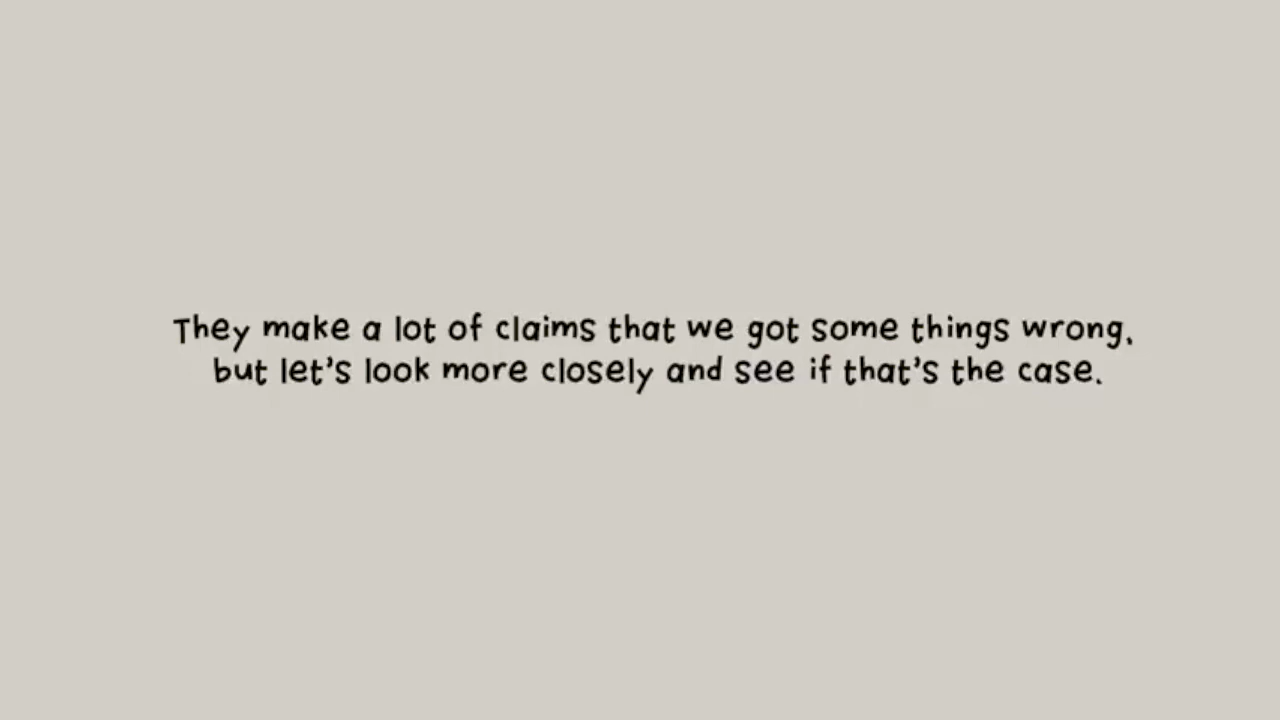 They make a lot of claims that we got some things wrong,
but let's look more closely and see if that's the case.